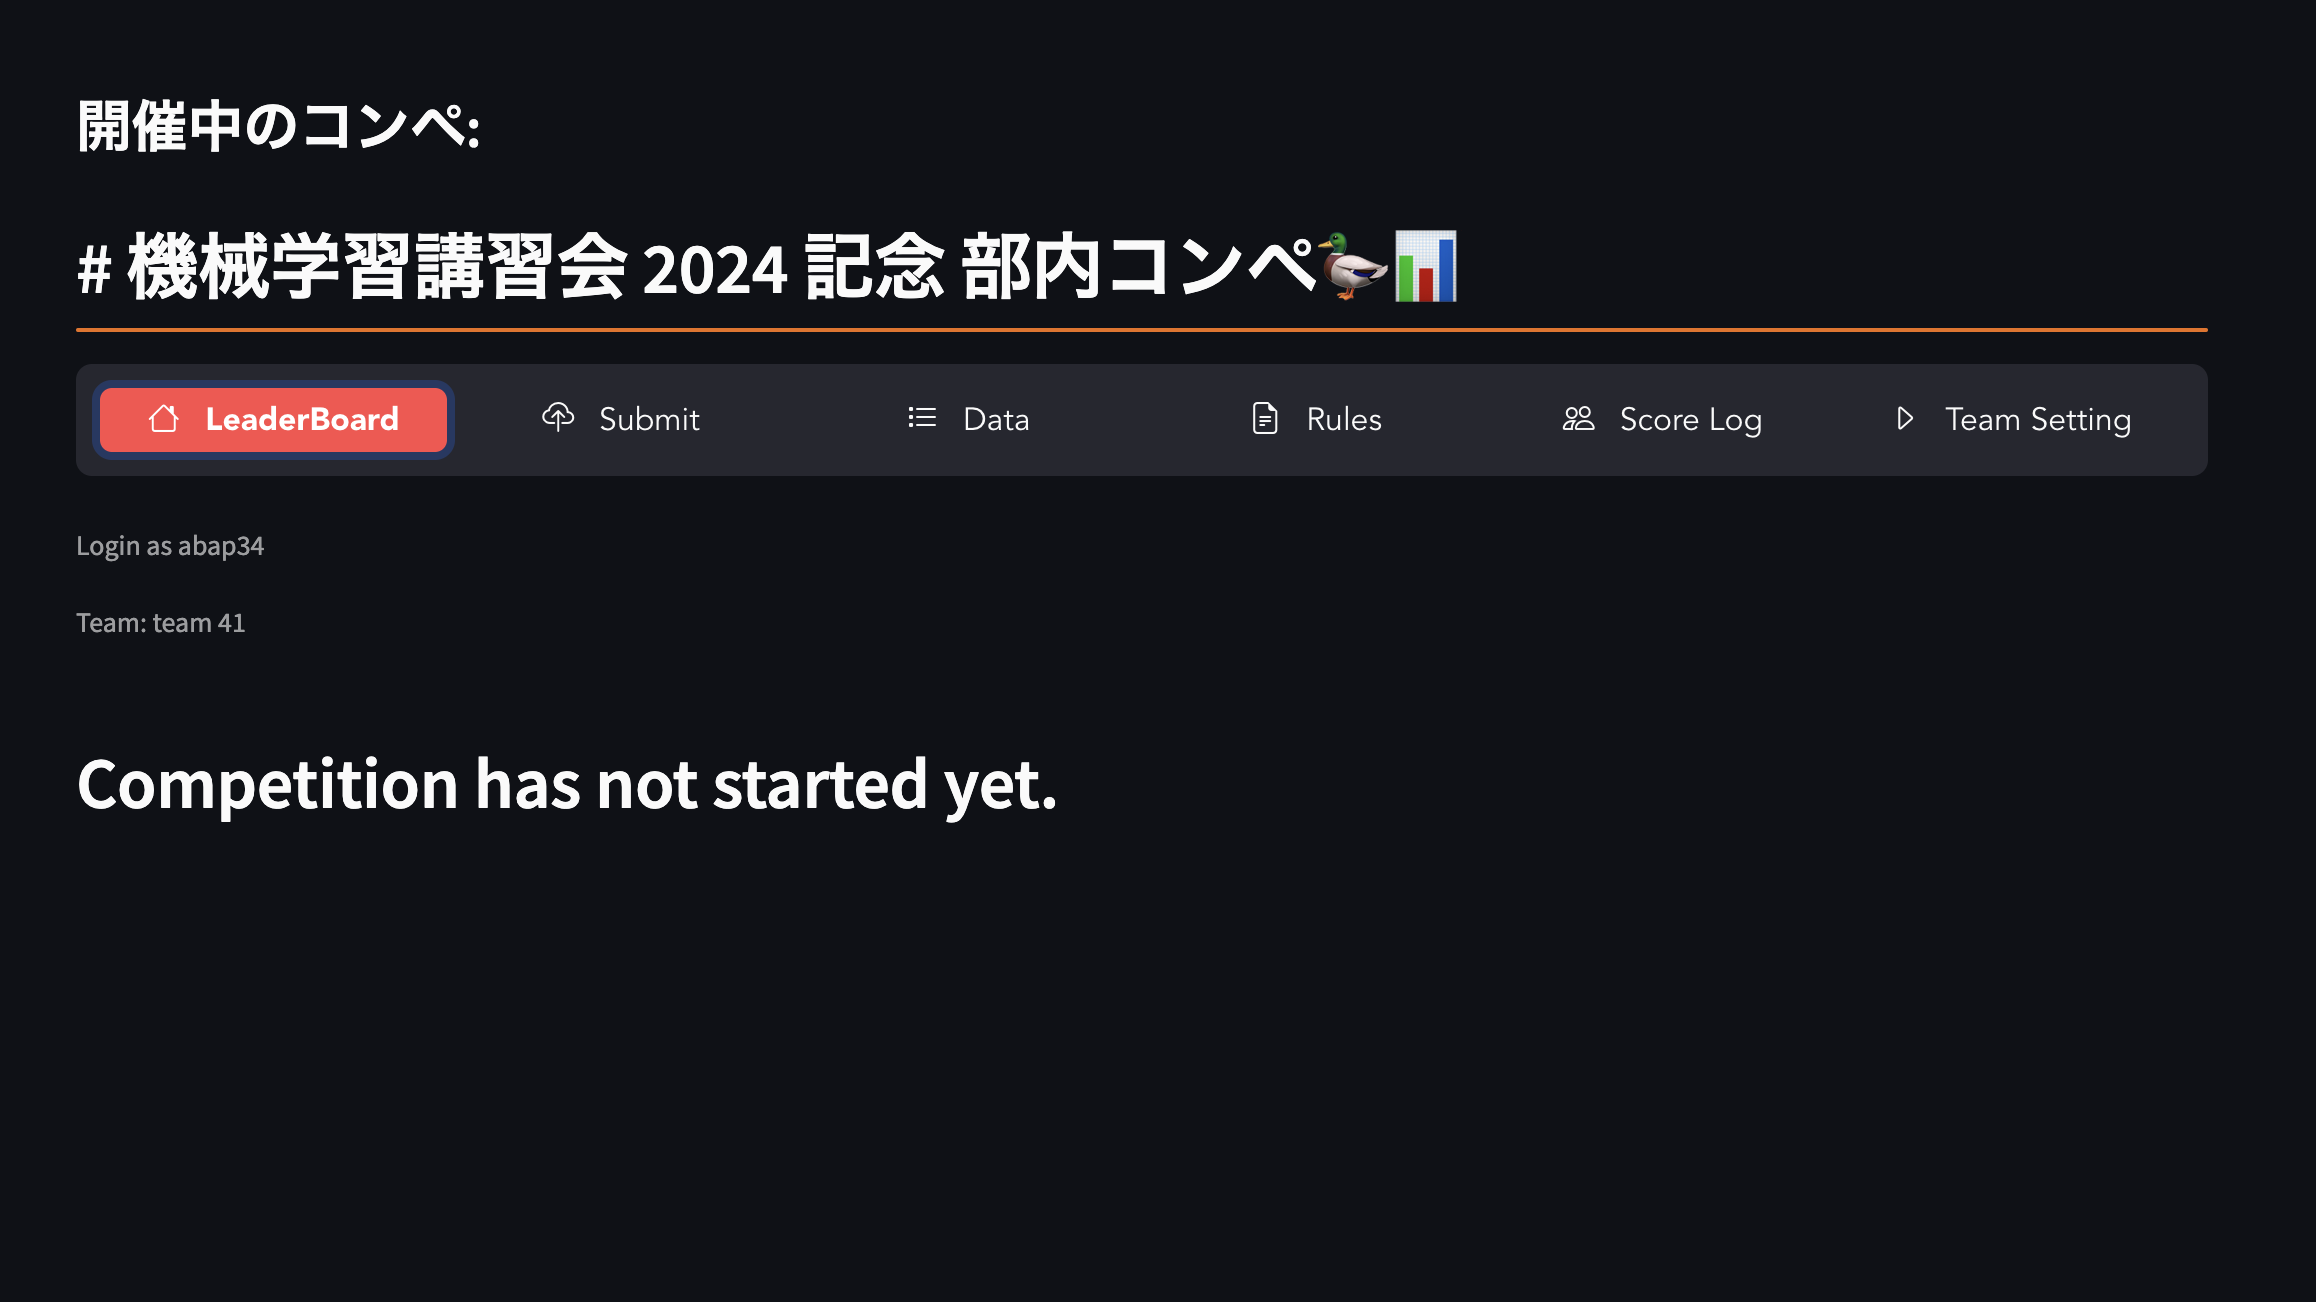 開催中のコンペ:
# 機械学習講習会 2024 記念 部内コンペ🦆📊
LeaderBoard
Submit
Data
Rules
Score Log
Team Setting
Login as abap34
Team: team 41
Competition has not started yet.